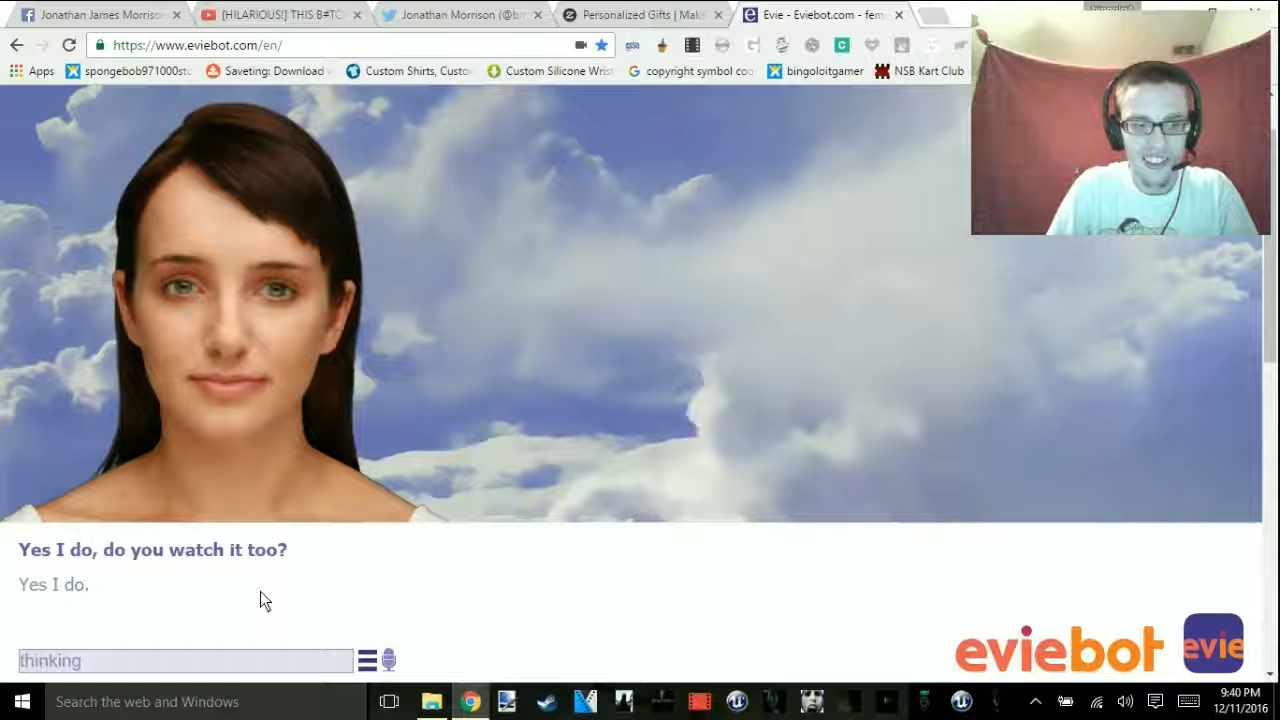 Jonathan James Morriso
[HILARIOUS!] THIS B#TC
Jonathan Morrison (@bi
Personalized Gifts | Mak
Evie - Eviebot.com - fem
https://www.eviebot.com/en/
Apps
spongebob971000sto
Saveting: Download
Custom Shirts, Custo
Custom Silicone Wrist
copyright symbol cop
bingoloitgamer
NSB Kart Club
Yes I do, do you watch it too?
Yes I do.
thinking
eviebot
evie
Search the web and Windows
9:40 PM
12/11/2016